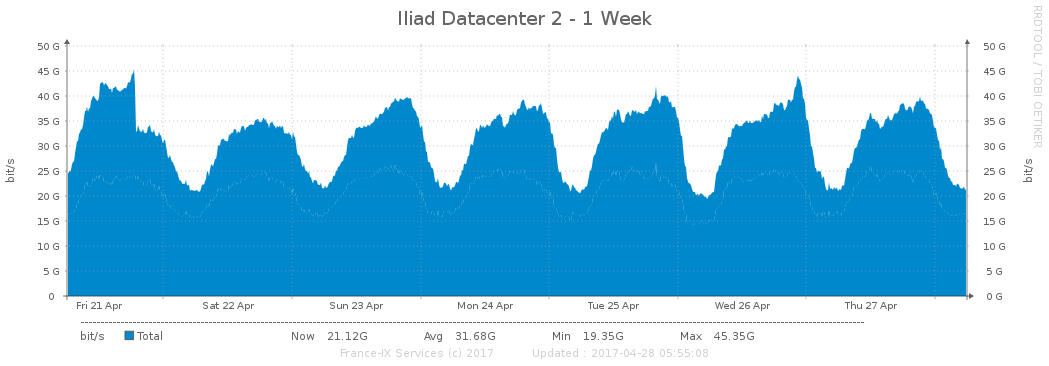 Iliad Datacenter 2 - 1 Week
RRDTOOL / TOBI OETIKER
bit/s
50 G 50 G
45 G 45 G
40 G 40 G
35 G 35 G
30 G 30 G
25 G 25 G
20 G 20 G
15 G 15 G
10 G 10 G
5 G 5 G
0 0 G
bit/s
Fri 21 Apr Sat 22 Apr Sun 23 Apr Mon 24 Apr Tue 25 Apr Wed 26 Apr Thu 27 Apr
bit/s Total Now 21.12G Avg 31.68G Min 19.35G Max 45.35G
France-IX Services (c) 2017 Updated : 2017-04-28 05:55:08